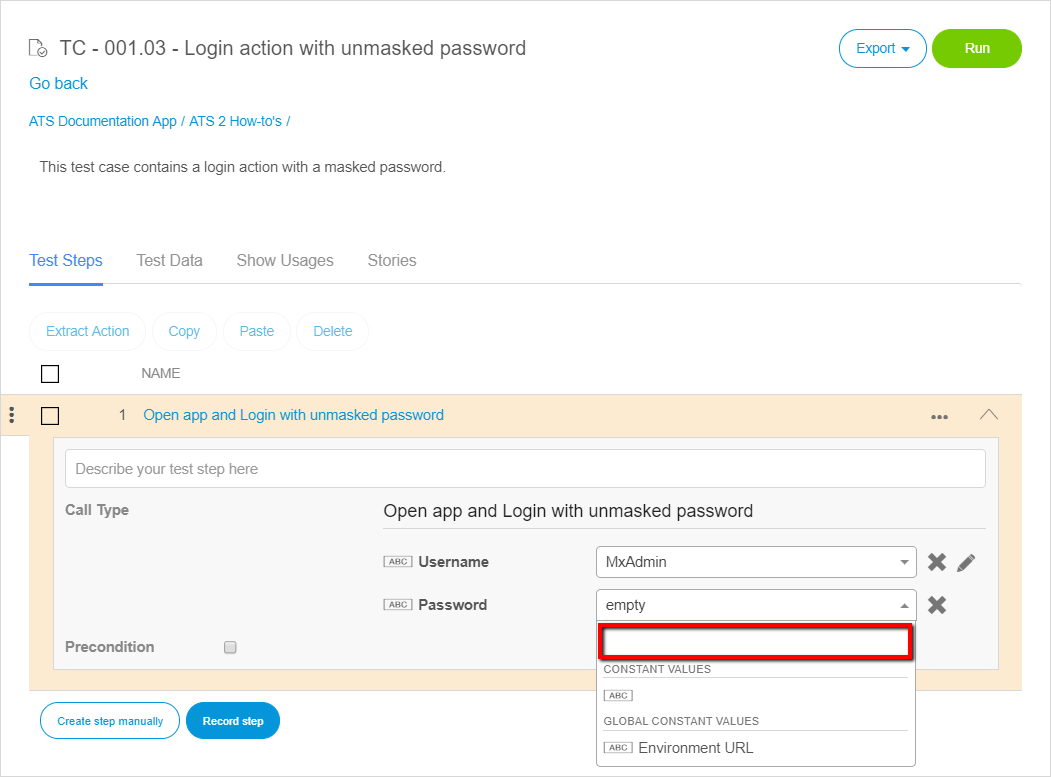 TC - 001.03 - Login action with unmasked password
Export
Run
Go back
ATS Documentation App / ATS 2 How-to's /
This test case contains a login action with a masked password.
Test Steps
Test Data
Show Usages
Stories
Extract Action
Copy
Paste
Delete
NAME
1 Open app and Login with unmasked password
Describe your test step here
Call Type
Open app and Login with unmasked password
ABC Username
MxAdmin
ABC Password
empty
Precondition
CONSTANT VALUES
ABC
GLOBAL CONSTANT VALUES
ABC Environment URL
Create step manually
Record step